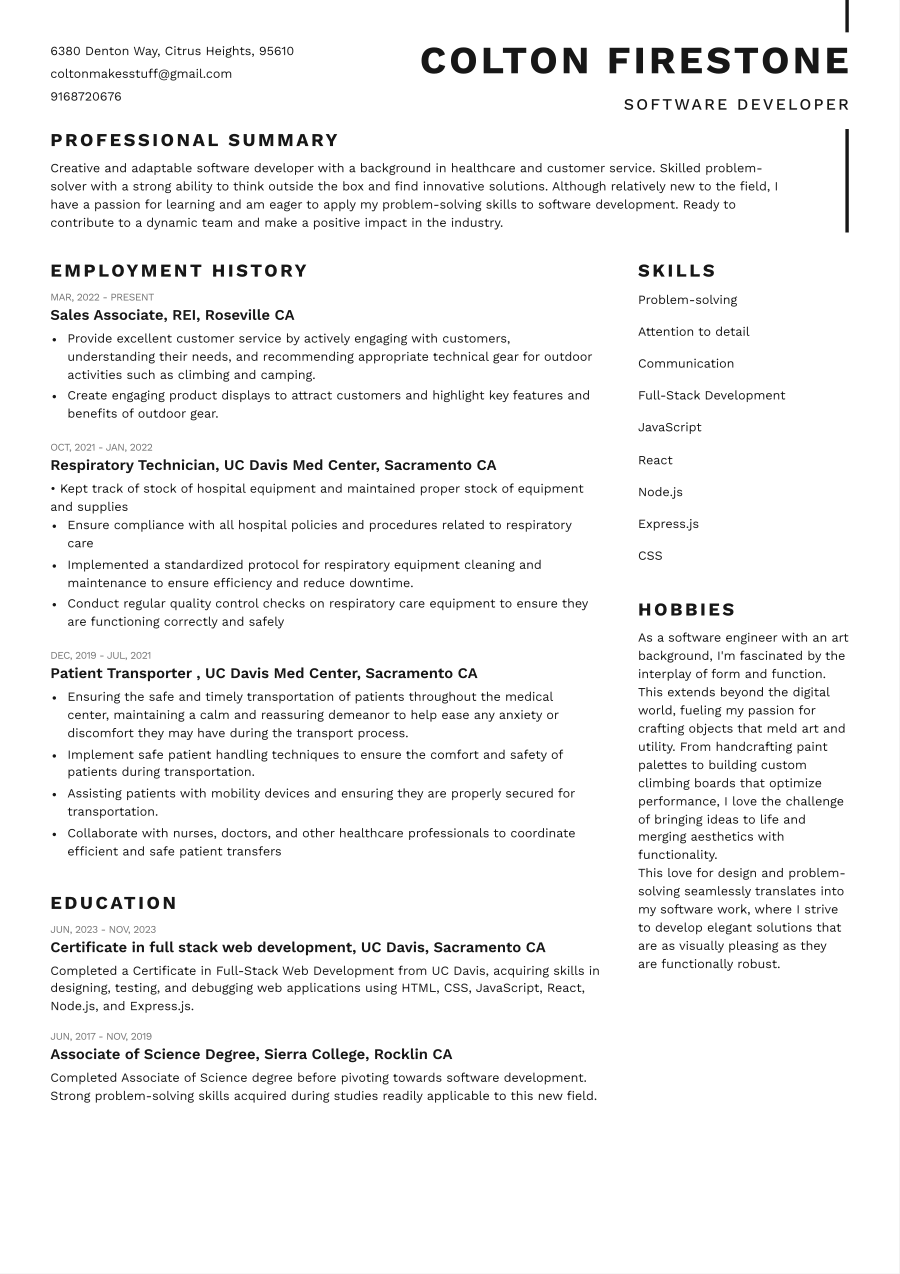 6380 Denton Way, Citrus Heights, 95610
coltonmakesstuff@gmail.com
9168720676
COLTON FIRESTONE
SOFTWARE DEVELOPER
PROFESSIONAL SUMMARY
Creative and adaptable software developer with a background in healthcare and customer service. Skilled problem-
solver with a strong ability to think outside the box and find innovative solutions. Although relatively new to the field, I
have a passion for learning and am eager to apply my problem-solving skills to software development. Ready to
contribute to a dynamic team and make a positive impact in the industry.
EMPLOYMENT HISTORY
MAR, 2022 - PRESENT
Sales Associate, REI, Roseville CA
• Provide excellent customer service by actively engaging with customers,
understanding their needs, and recommending appropriate technical gear for outdoor
activities such as climbing and camping.
• Create engaging product displays to attract customers and highlight key features and
benefits of outdoor gear.
OCT, 2021 - JAN, 2022
Respiratory Technician, UC Davis Med Center, Sacramento CA
• Kept track of stock of hospital equipment and maintained proper stock of equipment
and supplies
• Ensure compliance with all hospital policies and procedures related to respiratory
care
• Implemented a standardized protocol for respiratory equipment cleaning and
maintenance to ensure efficiency and reduce downtime.
• Conduct regular quality control checks on respiratory care equipment to ensure they
are functioning correctly and safely
DEC, 2019 - JUL, 2021
Patient Transporter , UC Davis Med Center, Sacramento CA
• Ensuring the safe and timely transportation of patients throughout the medical
center, maintaining a calm and reassuring demeanor to help ease any anxiety or
discomfort they may have during the transport process.
• Implement safe patient handling techniques to ensure the comfort and safety of
patients during transportation.
• Assisting patients with mobility devices and ensuring they are properly secured for
transportation.
• Collaborate with nurses, doctors, and other healthcare professionals to coordinate
efficient and safe patient transfers
EDUCATION
JUN, 2023 - NOV, 2023
Certificate in full stack web development, UC Davis, Sacramento CA
Completed a Certificate in Full-Stack Web Development from UC Davis, acquiring skills in
designing, testing, and debugging web applications using HTML, CSS, JavaScript, React,
Node.js, and Express.js.
JUN, 2017 - NOV, 2019
Associate of Science Degree, Sierra College, Rocklin CA
Completed Associate of Science degree before pivoting towards software development.
Strong problem-solving skills acquired during studies readily applicable to this new field.
SKILLS
Problem-solving
Attention to detail
Communication
Full-Stack Development
JavaScript
React
Node.js
Express.js
CSS
HOBBIES
As a software engineer with an art
background, I'm fascinated by the
interplay of form and function.
This extends beyond the digital
world, fueling my passion for
crafting objects that meld art and
utility. From handcrafting paint
palettes to building custom
climbing boards that optimize
performance, I love the challenge
of bringing ideas to life and
merging aesthetics with
functionality.
This love for design and problem-
solving seamlessly translates into
my software work, where I strive
to develop elegant solutions that
are as visually pleasing as they
are functionally robust.